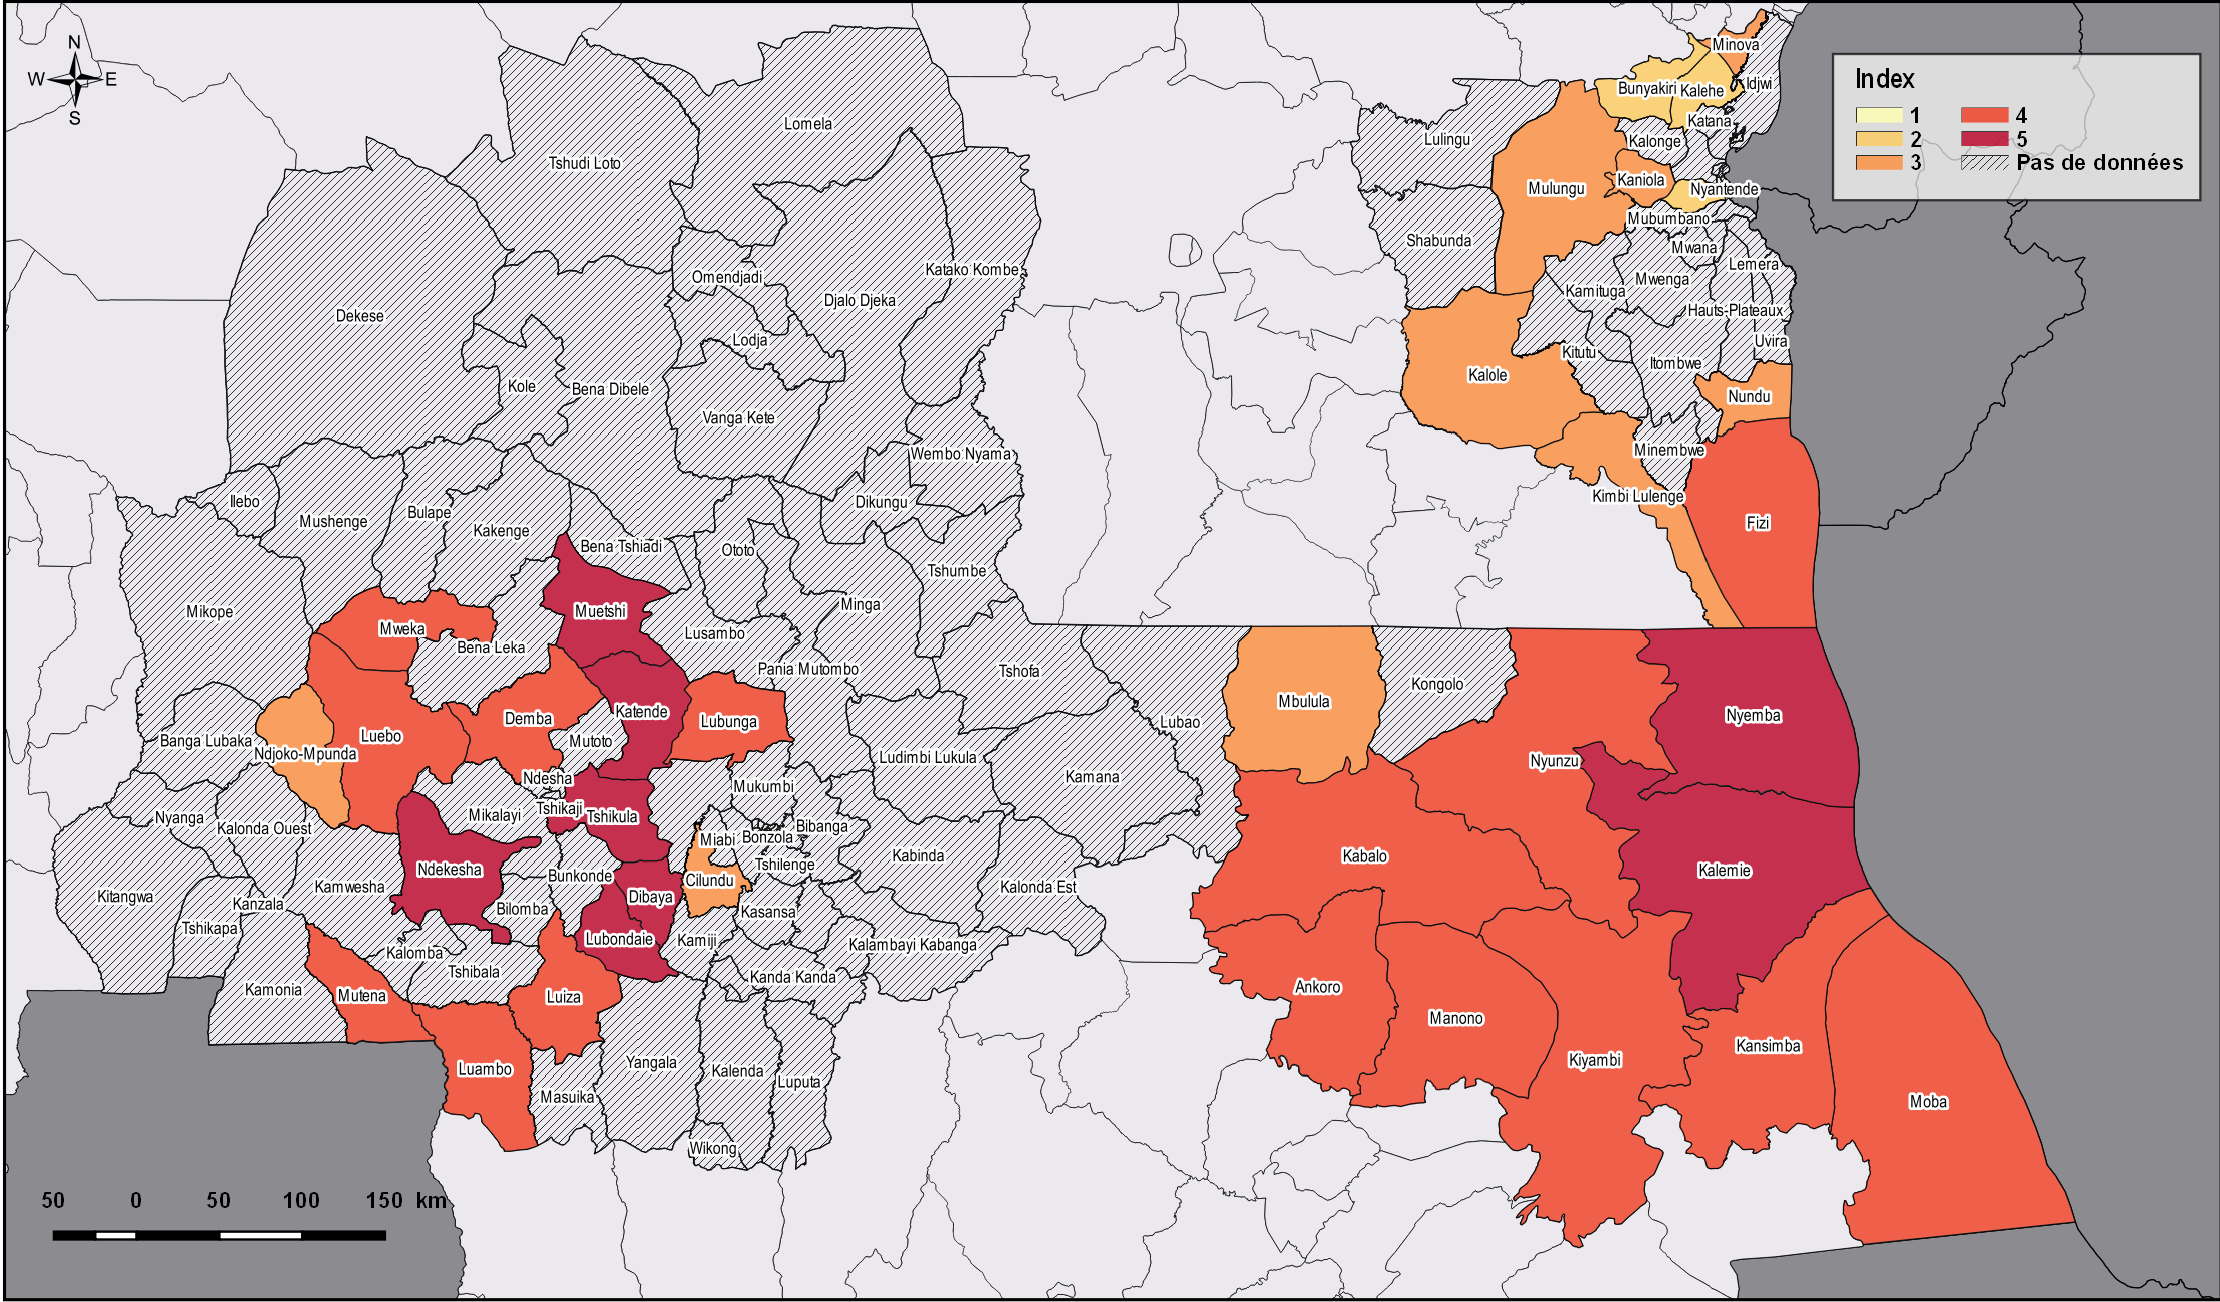 N
W E
S
Index
1
2
3
4
5
Pas de données
Minova
Idjwi
Bunyakiri
Kalehe
Katana
Kalonge
Lulingu
Kaniola
Mulungu
Nyantende
Mubumbano
Shabunda
Mwana
Lemera
Mwenga
Kamituga
Hauts-Plateaux
Uvira
Kitutu
Itombwe
Kalole
Nundu
Minembwe
Kimbi Lulenge
Fizi
Lomela
Tshudi Loto
Katako Kombe
Omendjadi
Djalo Djeka
Dekese
Lodja
Kole
Bena Dibele
Vanga Kete
Wembo Nyama
Ilebo
Dikungu
Mushenge
Bulape
Kakenge
Bena Tshiadi
Ototo
Tshumbe
Mikope
Muetshi
Minga
Mweka
Lusambo
Bena Leka
Pania Mutombo
Tshofa
Kongolo
Mbulula
Nyemba
Katende
Demba
Lubunga
Lubao
Luebo
Mutoto
Banga Lubaka
Ndjoko-Mpunda
Ludimbi Lukula
Nyunzu
Kamana
Ndesha
Mukumbi
Tshikaji
Tshikula
Mikalayi
Nyanga
Kalonda Ouest
Bibanga
Miabi
Bonzola
Kabinda
Kabalo
Tshilenge
Ndekesha
Kalemie
Bunkonde
Cilundu
Kamwesha
Kalonda Est
Kitangwa
Dibaya
Kanzala
Bilomba
Kasansa
Tshikapa
Lubondaie
Kamiji
Kalambayi Kabanga
Kalomba
Tshibala
Kanda Kanda
Kamonia
Mutena
Luiza
Ankoro
Manono
Kansimba
Kiyambi
Yangala
Luambo
Kalenda
Luputa
Masuika
Moba
Wikong
50 0 50 100 150 km